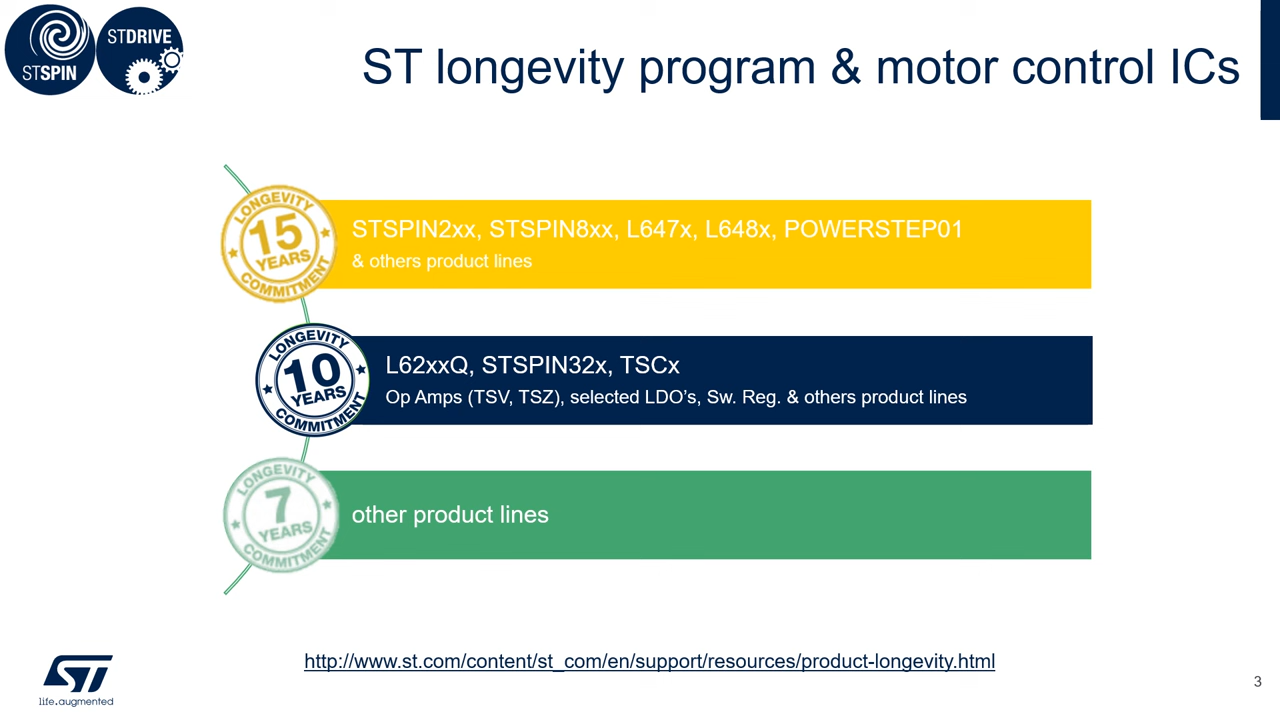 STSPIN
STDRIVE
ST longevity program & motor control ICs
LONGEVITY
15
YEARS
COMMITMENT
STSPIN2xx, STSPIN8xx, L647x, L648x, POWERSTEP01
& others product lines
LONGEVITY
10
YEARS
COMMITMENT
L62xxQ, STSPIN32x, TSCx
Op Amps (TSV, TSZ), selected LDO’s, Sw. Reg. & others product lines
LONGEVITY
7
YEARS
COMMITMENT
other product lines
http://www.st.com/content/st_com/en/support/resources/product-longevity.html
ST
life.augmented
3